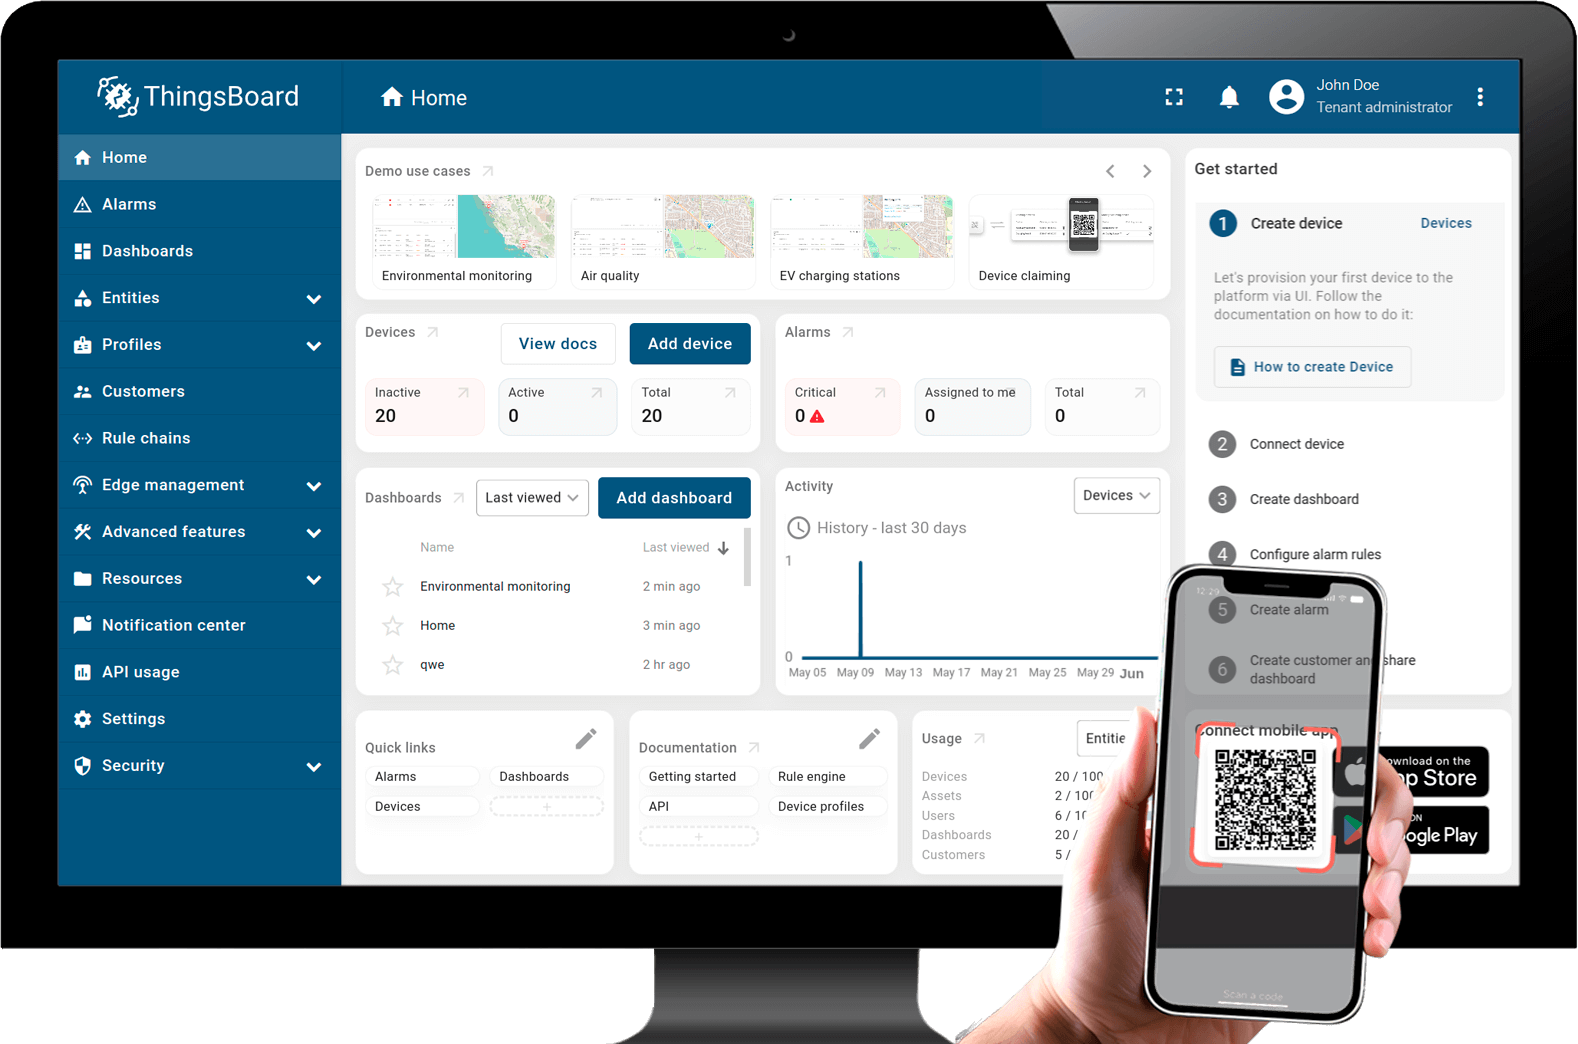 ThingsBoard
Home
John Doe
Tenant administrator
Home
Alarms
Dashboards
Entities
Profiles
Customers
Rule chains
Edge management
Advanced features
Resources
Notification center
API usage
Settings
Security
Demo use cases
Environmental monitoring
Air quality
EV charging stations
Device claiming
Devices
View docs
Add device
Inactive
20
Active
0
Total
20
Alarms
Critical
0
Assigned to me
0
Total
0
Dashboards
Last viewed
Add dashboard
Name
Last viewed
Environmental monitoring
2 min ago
Home
3 min ago
qwe
2 hr ago
Activity
Devices
History - last 30 days
1
0
May 05
May 09
May 13
May 17
May 21
May 25
May 29
Jun
Quick links
Alarms
Dashboards
Devices
+
Documentation
Getting started
Rule engine
API
Device profiles
+
Usage
Entitie
Devices
20 / 100
Assets
2 / 100
Users
6 / 10
Dashboards
20 /
Customers
5 /
Get started
1
Create device
Devices
Let's provision your first device to the
platform via UI. Follow the
documentation on how to do it:
How to create Device
2
Connect device
3
Create dashboard
4
Configure alarm rules
12:29
5
Create alarm
6
Create customer and share
dashboard
Connect mobile app
ownload on the
pp Store
ON
ogle Play
Scan a code